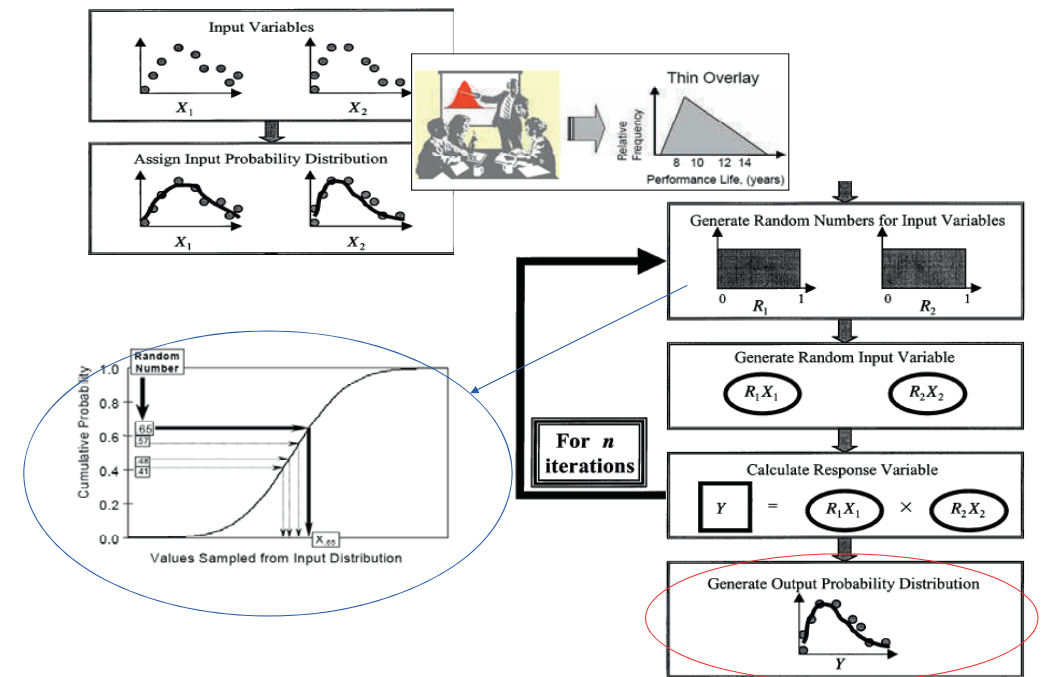 Input Variables
X1
X2
Assign Input Probability Distribution
X1
X2
Thin Overlay
Relative
Frequency
8 10 12 14
Performance Life, (years)
Generate Random Numbers for Input Variables
0 1
R1
0 1
R2
Generate Random Input Variable
R1X1
R2X2
For n
iterations
Calculate Response Variable
Y = R1X1 × R2X2
Generate Output Probability Distribution
Y
Random
Number
Cumulative Probability
1.0
0.8
.65
0.6
.57
.48
0.4
.41
0.2
0.0
X.65
Values Sampled from Input Distribution